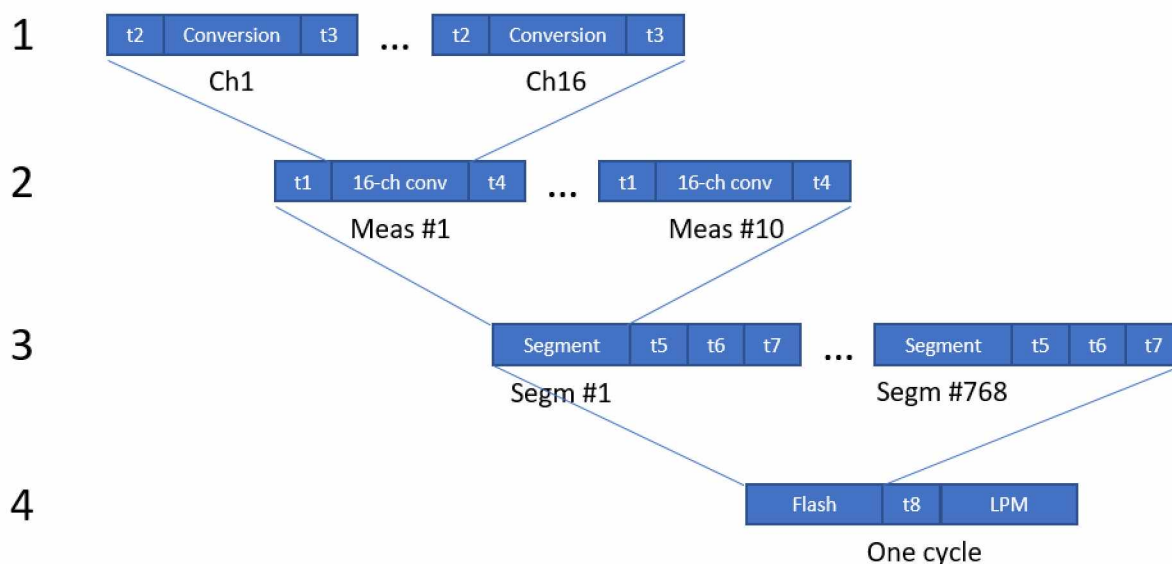 1
t2 Conversion t3 ... t2 Conversion t3
Ch1 Ch16
2
t1 16-ch conv t4 ... t1 16-ch conv t4
Meas #1 Meas #10
3
Segment t5 t6 t7 ... Segment t5 t6 t7
Segm #1 Segm #768
4
Flash t8 LPM
One cycle